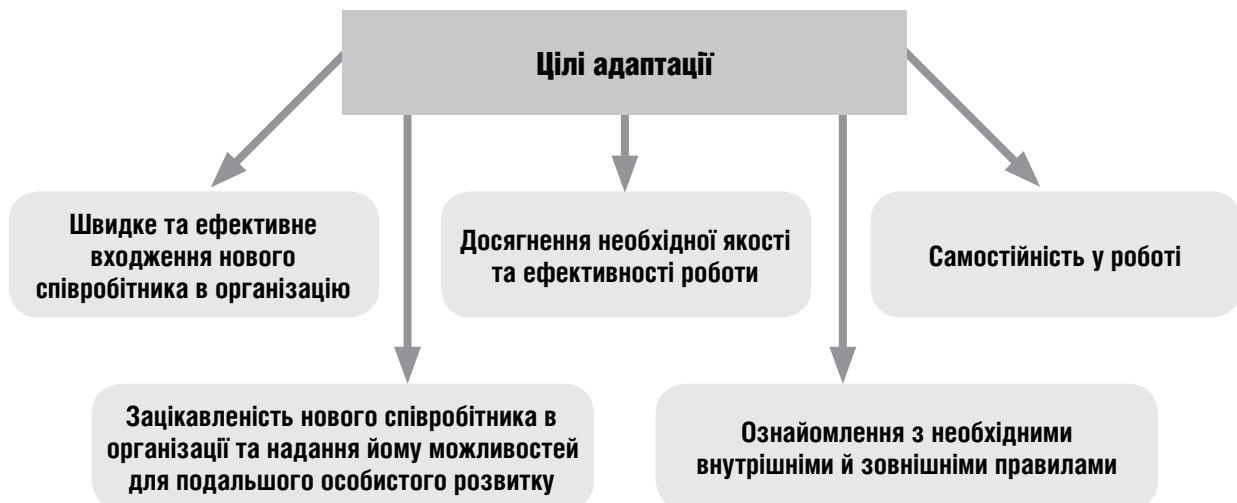 Цілі адаптації
Швидке та ефективне
входження нового
співробітника в організацію
Досягнення необхідної якості
та ефективності роботи
Самостійність у роботі
Зацікавленість нового співробітника в
організації та надання йому можливостей
для подальшого особистого розвитку
Ознайомлення з необхідними
внутрішніми й зовнішніми правилами